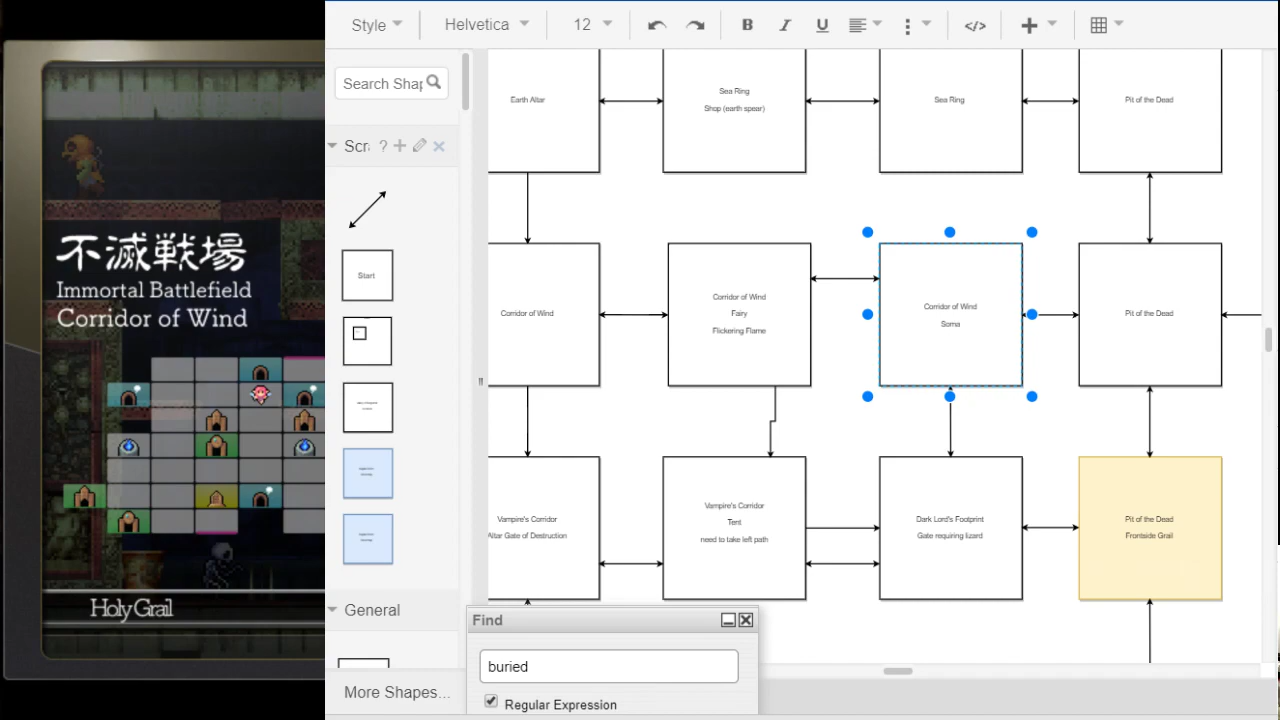 不滅戦場
Immortal Battlefield
Corridor of Wind
Holy Grail
Style
Helvetica
12
B
I
U
</>
Search Shap
Scr
?
Start
General
More Shapes...
Earth Altar
Sea Ring
Shop (earth spear)
Sea Ring
Pit of the Dead
Corridor of Wind
Corridor of Wind
Fairy
Flickering Flame
Corridor of Wind
Soma
Pit of the Dead
Vampire's Corridor
Altar Gate of Destruction
Vampire's Corridor
Tent
need to take left path
Dark Lord's Footprint
Gate requiring lizard
Pit of the Dead
Frontside Grail
Find
buried
Regular Expression